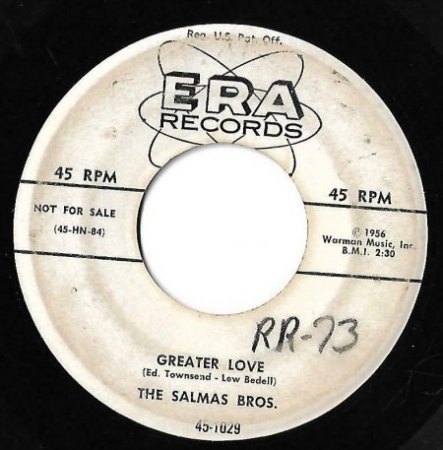 Reg. U.S. Pat. Off.
ERA
RECORDS
45 RPM
45 RPM
NOT FOR SALE
(45-HN-84)
© 1956
Warman Music, Inc.
B.M.I. 2:30
RR-73
GREATER LOVE
(Ed. Townsend - Lew Bedell)
THE SALMAS BROS.
45-1029